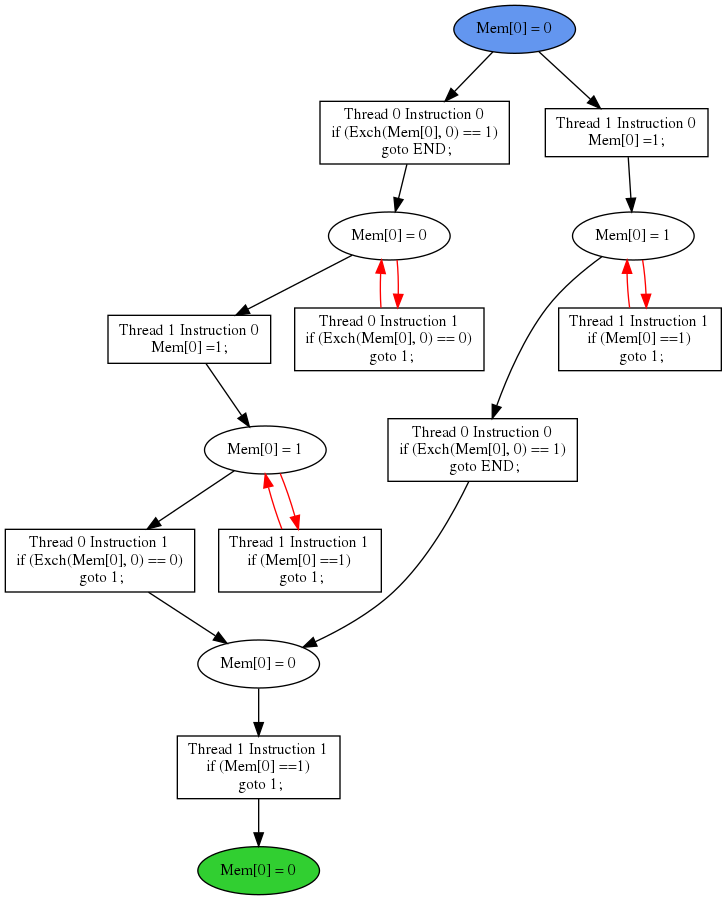 Mem[0] = 0
Thread 0 Instruction 0
if (Exch(Mem[0], 0) == 1)
goto END;
Thread 1 Instruction 0
Mem[0] =1;
Mem[0] = 0
Mem[0] = 1
Thread 1 Instruction 0
Mem[0] =1;
Thread 0 Instruction 1
if (Exch(Mem[0], 0) == 0)
goto 1;
Thread 1 Instruction 1
if (Mem[0] ==1)
goto 1;
Mem[0] = 1
Thread 0 Instruction 0
if (Exch(Mem[0], 0) == 1)
goto END;
Thread 0 Instruction 1
if (Exch(Mem[0], 0) == 0)
goto 1;
Thread 1 Instruction 1
if (Mem[0] ==1)
goto 1;
Mem[0] = 0
Thread 1 Instruction 1
if (Mem[0] ==1)
goto 1;
Mem[0] = 0